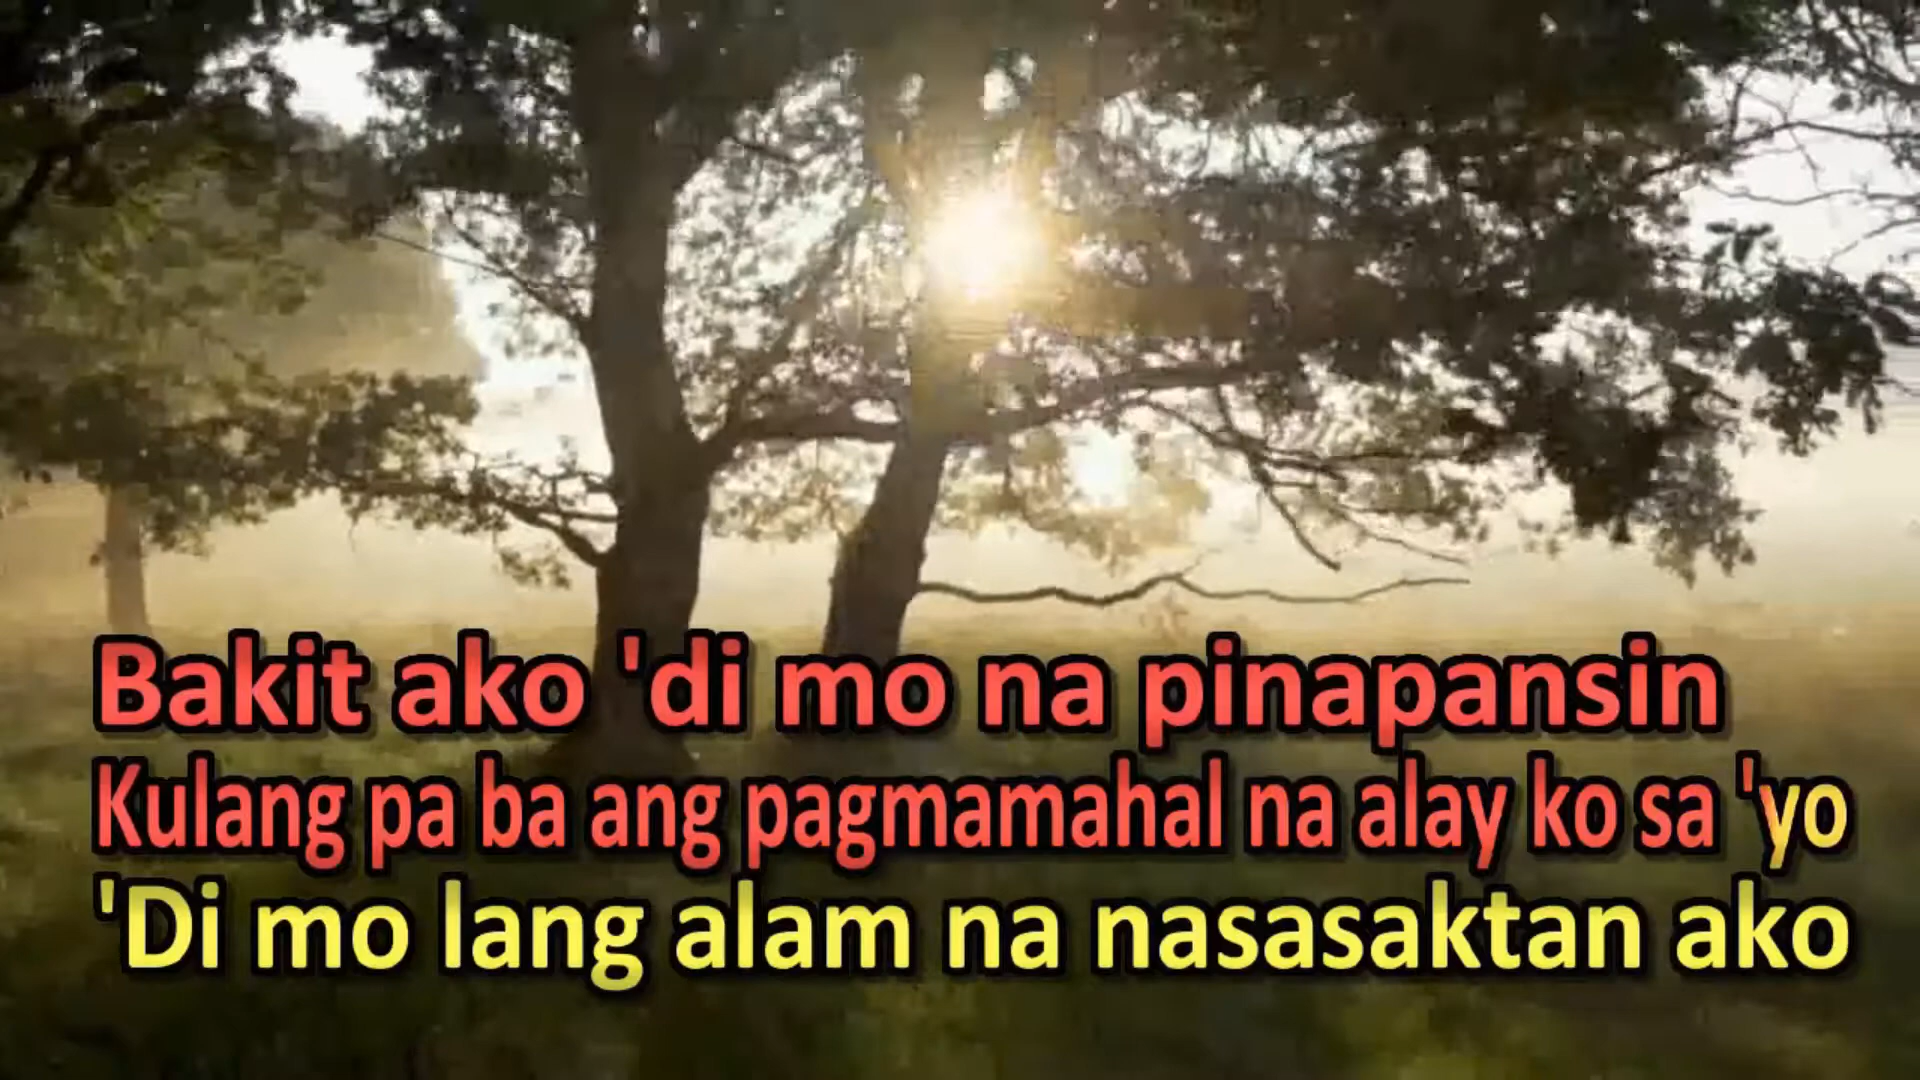 Bakit ako 'di mo na pinapansin
Kulang pa ba ang pagmamahal na alay ko sa 'yo
'Di mo lang alam na nasasaktan ako